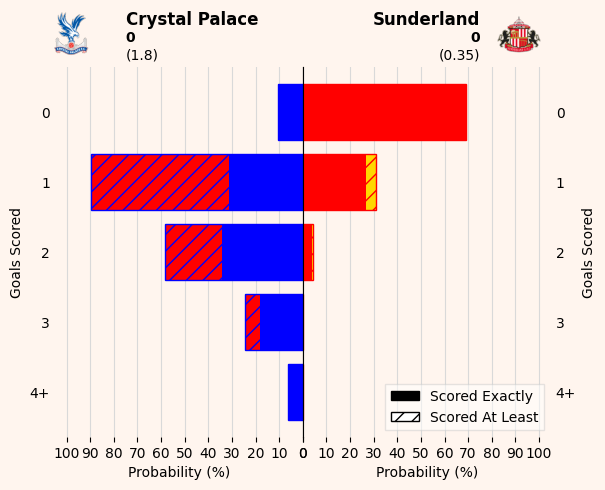 Crystal Palace
0
(1.8)
Sunderland
0
(0.35)
Goals Scored
0
1
2
3
4+
0
1
2
3
4+
Goals Scored
Scored Exactly
Scored At Least
100 90 80 70 60 50 40 30 20 10 0
0 10 20 30 40 50 60 70 80 90 100
Probability (%)
Probability (%)